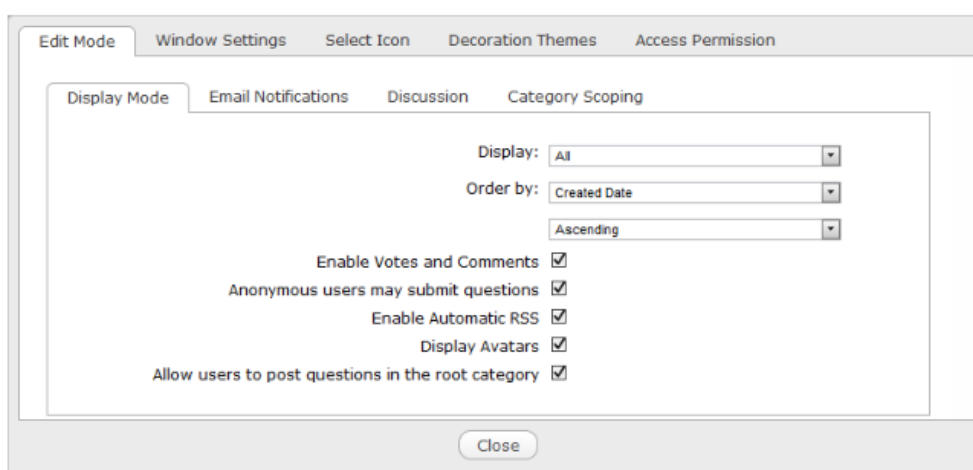 Edit Mode Window Settings Select Icon Decoration Themes Access Permission
Display Mode Email Notifications Discussion Category Scoping
Display: All
Order by: Created Date
Ascending
Enable Votes and Comments
Anonymous users may submit questions
Enable Automatic RSS
Display Avatars
Allow users to post questions in the root category
Close